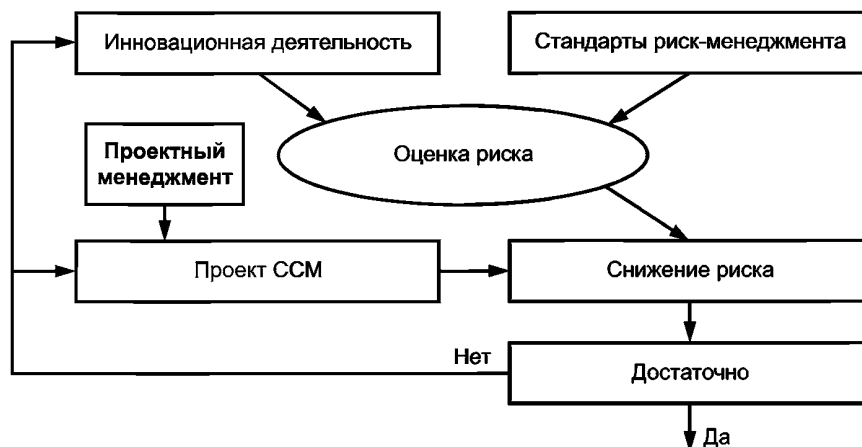 Инновационная деятельность
Стандарты риск-менеджмента
Оценка риска
Проектный
менеджмент
Проект ССМ
Снижение риска
Нет
Достаточно
Да